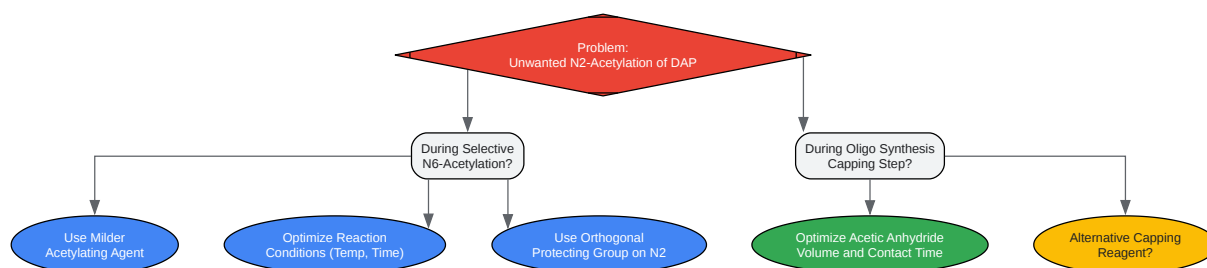 Problem:
Unwanted N2-Acetylation of DAP
During Selective
N6-Acetylation?
During Oligo Synthesis
Capping Step?
Use Milder
Acetylating Agent
Optimize Reaction
Conditions (Temp, Time)
Use Orthogonal
Protecting Group on N2
Optimize Acetic Anhydride
Volume and Contact Time
Alternative Capping
Reagent?